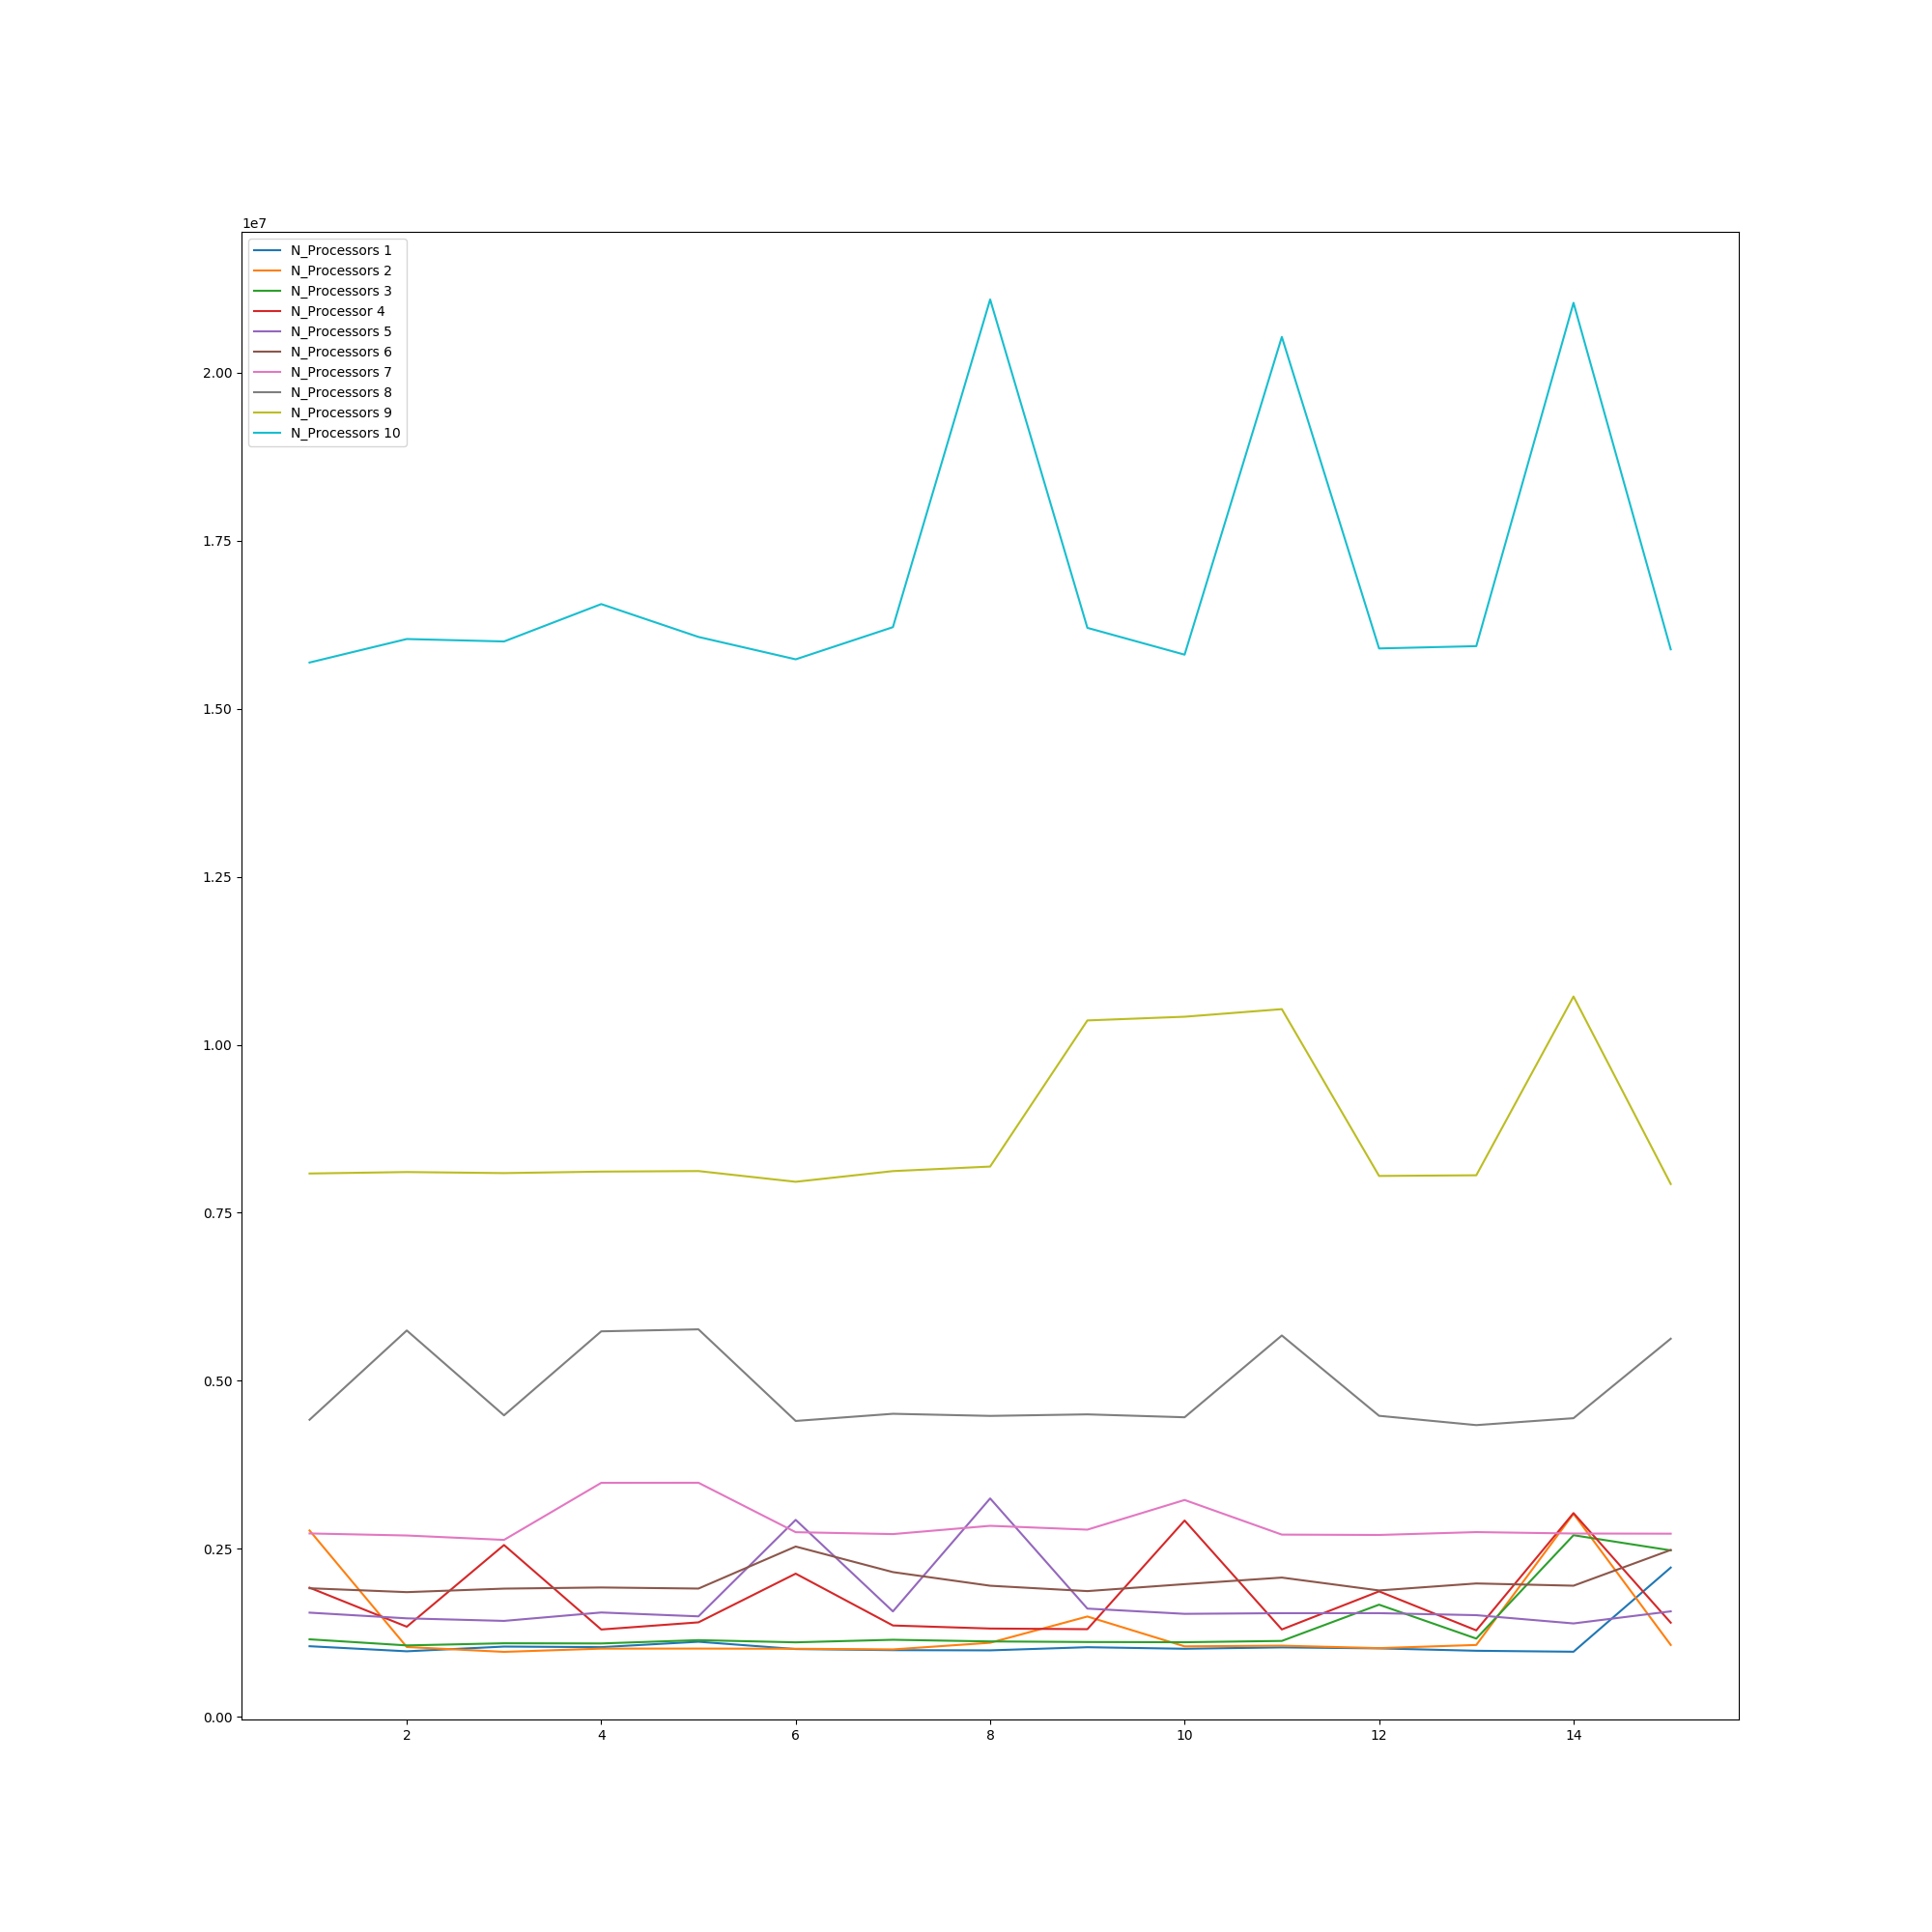 1e7
N_Processors 1
N_Processors 2
N_Processors 3
N_Processor 4
N_Processors 5
N_Processors 6
N_Processors 7
N_Processors 8
N_Processors 9
N_Processors 10
2.00
1.75
1.50
1.25
1.00
0.75
0.50
0.25
0.00
2 4 6 8 10 12 14